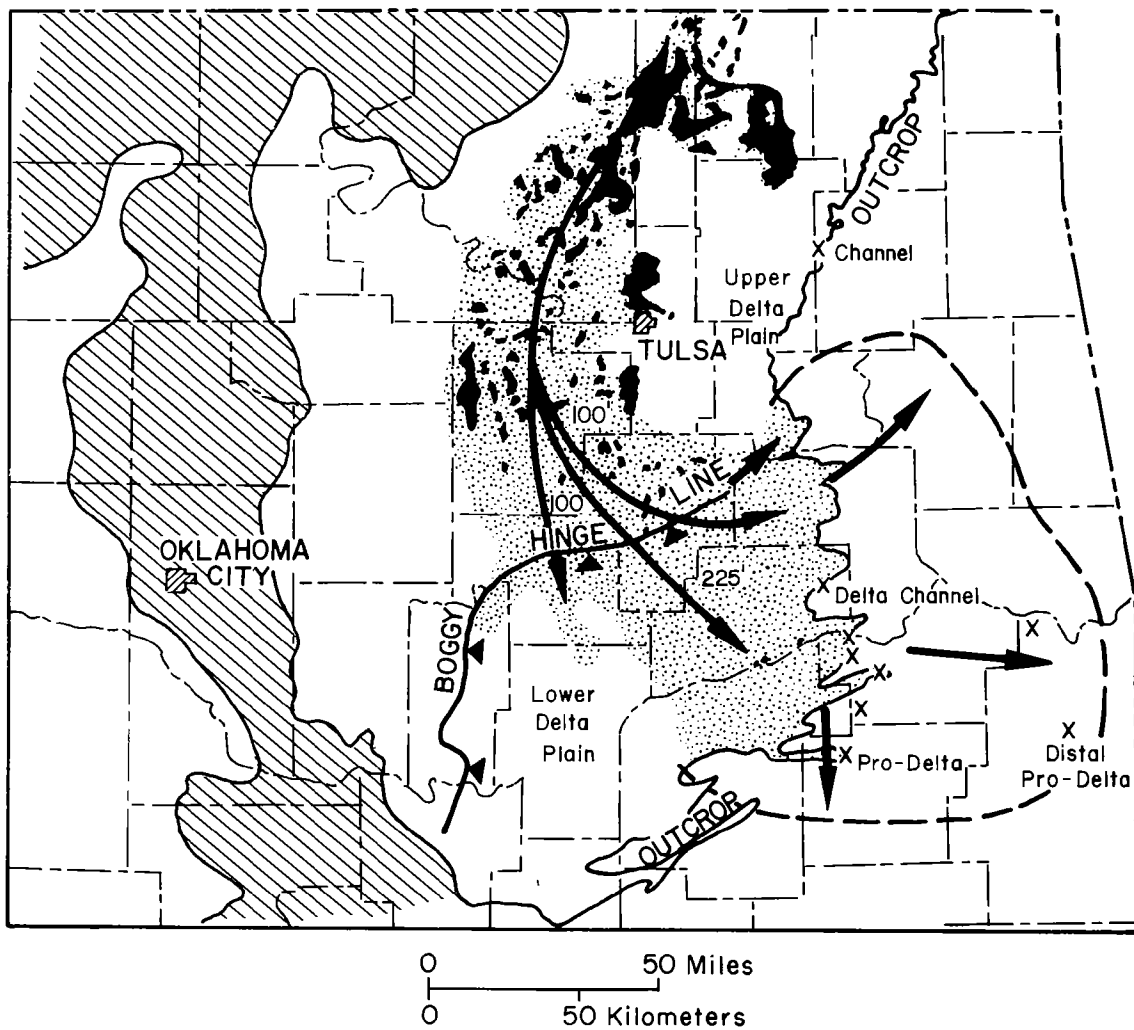 OUTCROP
X Channel
Upper
Delta
Plain
TULSA
100
LINE
100
HINGE
OKLAHOMA
CITY
225
X Delta Channel
X
X
X
X
X
BOGGY
Lower
Delta
Plain
X
Distal
Pro-Delta
X Pro-Delta
X
OUTCROP
0 50 Miles
0 50 Kilometers